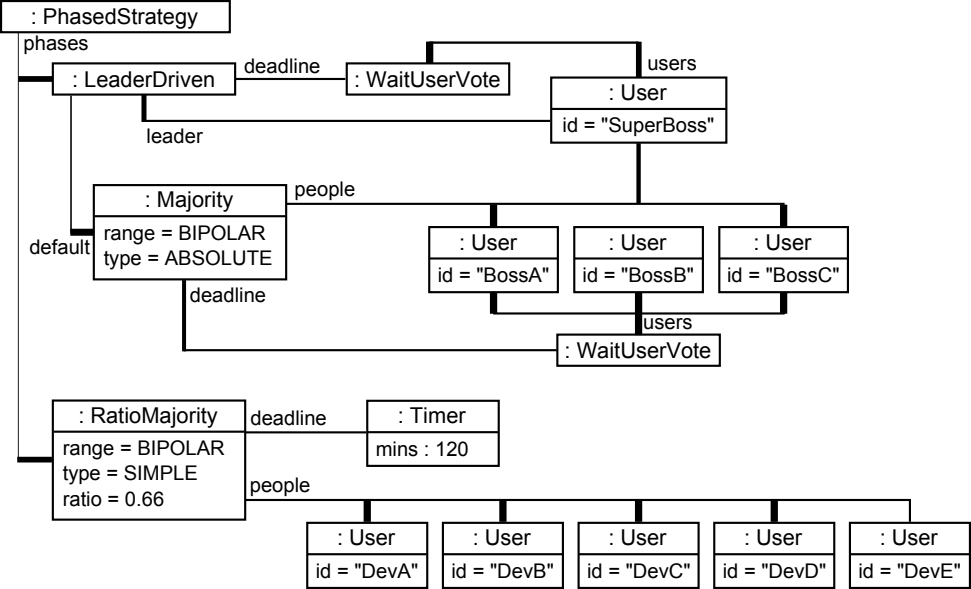 : PhasedStrategy
phases
: LeaderDriven
deadline
: WaitUserVote
users
: User
id = "SuperBoss"
leader
: Majority
range = BIPOLAR
type = ABSOLUTE
people
default
deadline
: User
id = "BossA"
: User
id = "BossB"
: User
id = "BossC"
users
: WaitUserVote
: RatioMajority
range = BIPOLAR
type = SIMPLE
ratio = 0.66
deadline
: Timer
mins : 120
people
: User
id = "DevA"
: User
id = "DevB"
: User
id = "DevC"
: User
id = "DevD"
: User
id = "DevE"